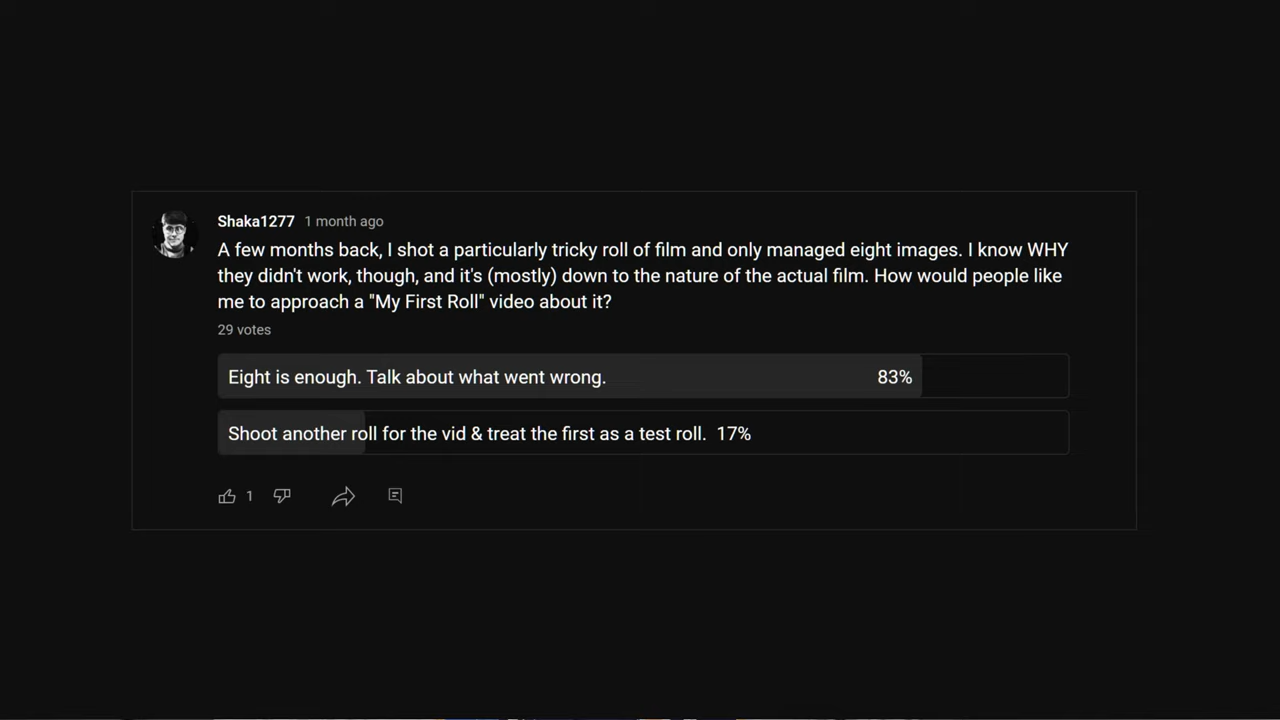 Shaka1277 1 month ago
A few months back, I shot a particularly tricky roll of film and only managed eight images. I know WHY
they didn't work, though, and it's (mostly) down to the nature of the actual film. How would people like
me to approach a "My First Roll" video about it?
29 votes
Eight is enough. Talk about what went wrong. 83%
Shoot another roll for the vid & treat the first as a test roll. 17%
1